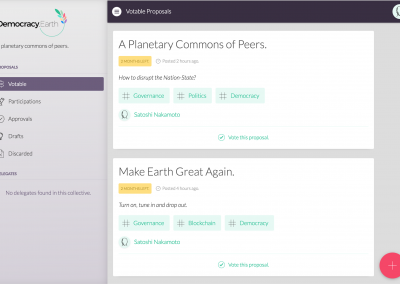 Democracy.Earth
planetary commons of peers.
PROPOSALS
Votable
Participations
Approvals
Drafts
Discarded
DELEGATES
No delegates found in this collective.
Votable Proposals
A Planetary Commons of Peers.
Posted 2 hours ago.
How to disrupt the Nation-State?
Governance
Politics
Democracy
Satoshi Nakamoto
Vote this proposal.
Make Earth Great Again.
Posted 4 hours ago.
Turn on, tune in and drop out.
Governance
Blockchain
Democracy
Satoshi Nakamoto
Vote this proposal.